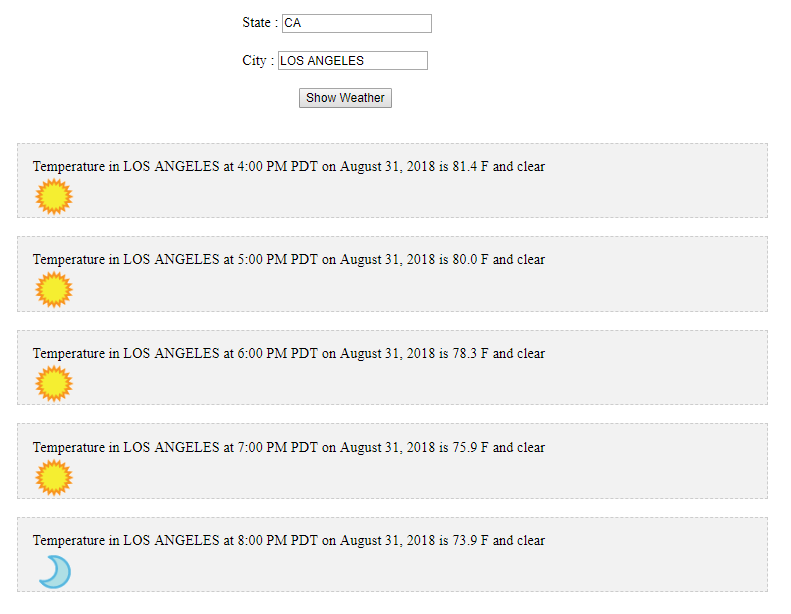 State : CA
City : LOS ANGELES
Show Weather
Temperature in LOS ANGELES at 4:00 PM PDT on August 31, 2018 is 81.4 F and clear
Temperature in LOS ANGELES at 5:00 PM PDT on August 31, 2018 is 80.0 F and clear
Temperature in LOS ANGELES at 6:00 PM PDT on August 31, 2018 is 78.3 F and clear
Temperature in LOS ANGELES at 7:00 PM PDT on August 31, 2018 is 75.9 F and clear
Temperature in LOS ANGELES at 8:00 PM PDT on August 31, 2018 is 73.9 F and clear